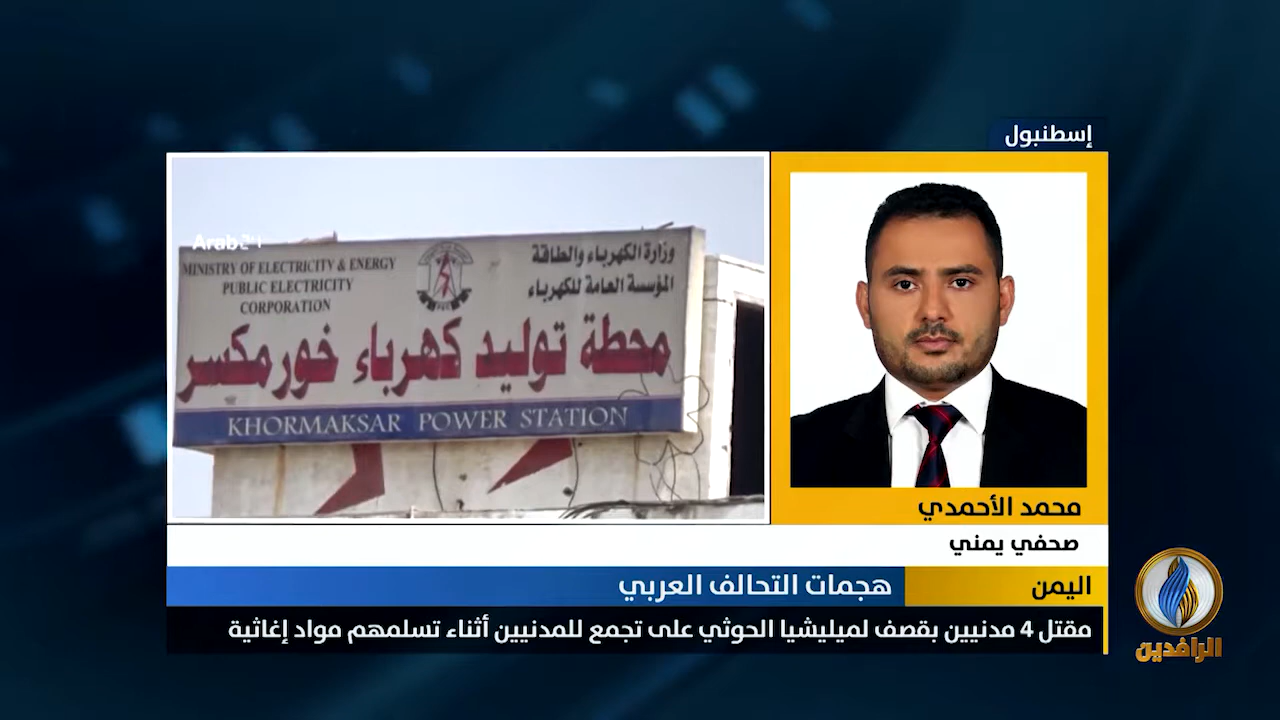 إسطنبول
Arab24
MINISTRY OF ELECTRICITY & ENERGY
PUBLIC ELECTRICITY
CORPORATION
وزارة الكهرباء والطاقة
المؤسسة العامة للكهرباء
محطة توليد كهرباء خورمكسر
KHORMAKSAR POWER STATION
محمد الأحمدي
صحفي يمني
اليمن
هجمات التحالف العربي
مقتل 4 مدنيين بقصف لميليشيا الحوثي على تجمع للمدنيين أثناء تسلمهم مواد إغاثية
الرافدين